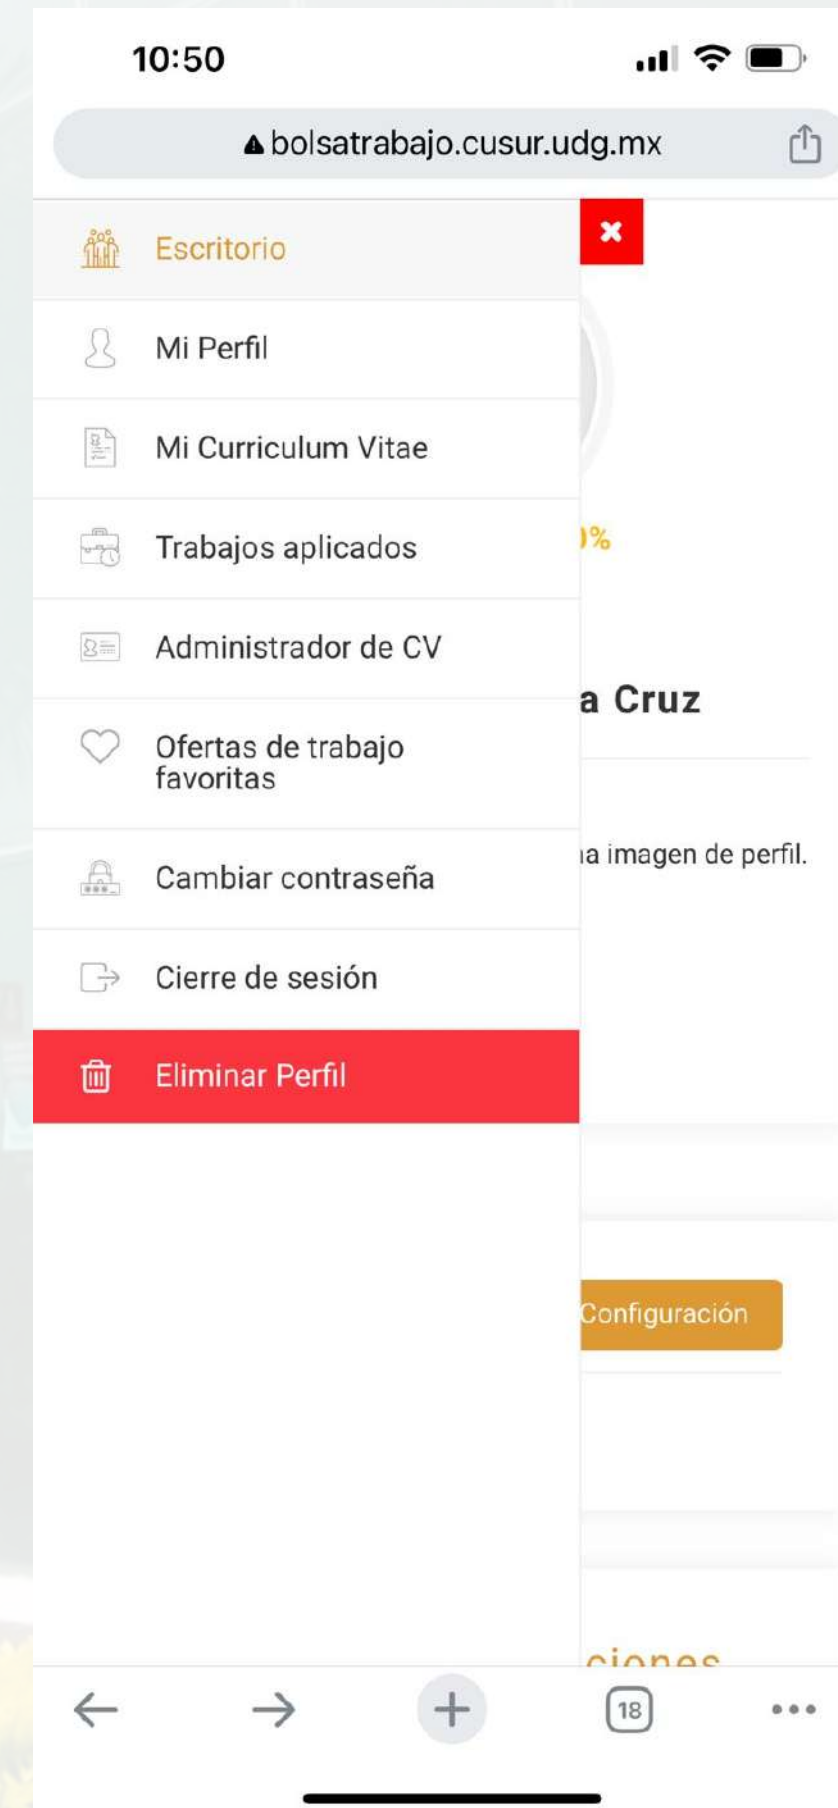 10:50
bolsatrabajo.cusur.udg.mx
Escritorio
Mi Perfil
Mi Curriculum Vitae
Trabajos aplicados
%
Administrador de CV
a Cruz
Ofertas de trabajo
favoritas
imagen de perfil.
Cambiar contraseña
Cierre de sesión
Eliminar Perfil
Configuración
ciones
18